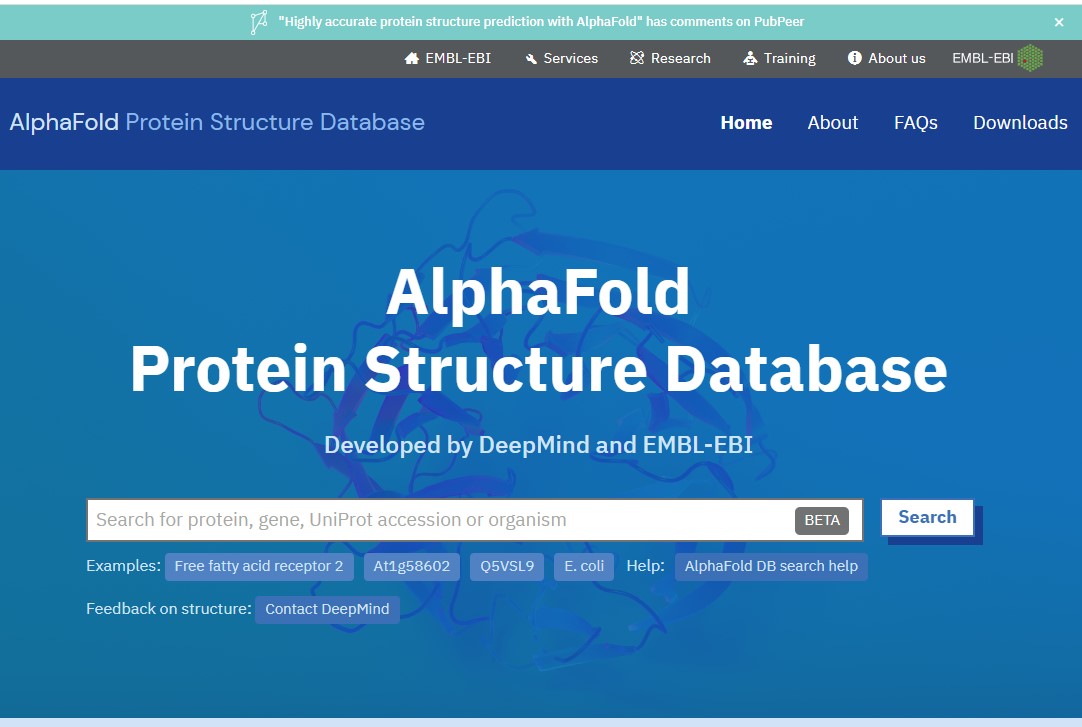 "Highly accurate protein structure prediction with AlphaFold" has comments on PubPeer ×
EMBL-EBI Services Research Training About us EMBL-EBI
AlphaFold Protein Structure Database Home About FAQs Downloads
AlphaFold
Protein Structure Database
Developed by DeepMind and EMBL-EBI
Search for protein, gene, UniProt accession or organism BETA Search
Examples: Free fatty acid receptor 2 At1g58602 Q5VSL9 E. coli Help: AlphaFold DB search help
Feedback on structure: Contact DeepMind